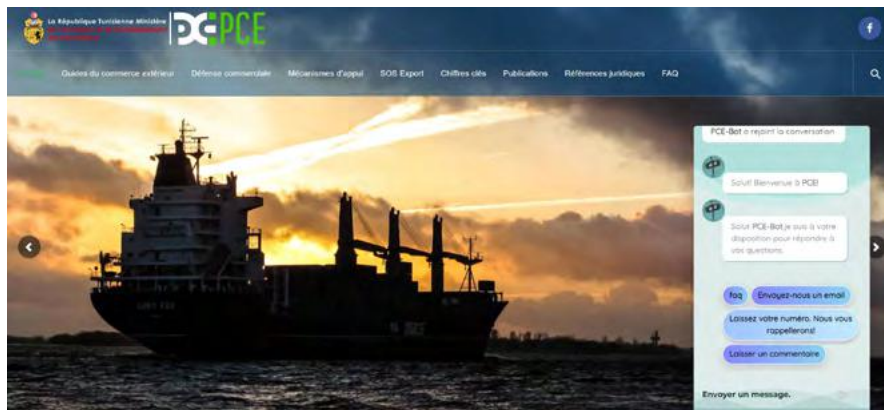 La République Tunisienne Ministère
PCE
Guides du commerce extérieur
Défense commerciale
Mécanismes d'appui
SOS Export
Chiffres clés
Publications
Références juridiques
FAQ
PCE-Bot a rejoint la conversation
Salut! Bienvenue à PCE!
Salut PCE-Bot je suis à votre
disposition pour répondre à
vos questions.
faq
Envoyez-nous un email
Laissez votre numéro. Nous vous
rappellerons!
Laisser un commentaire
Envoyer un message.